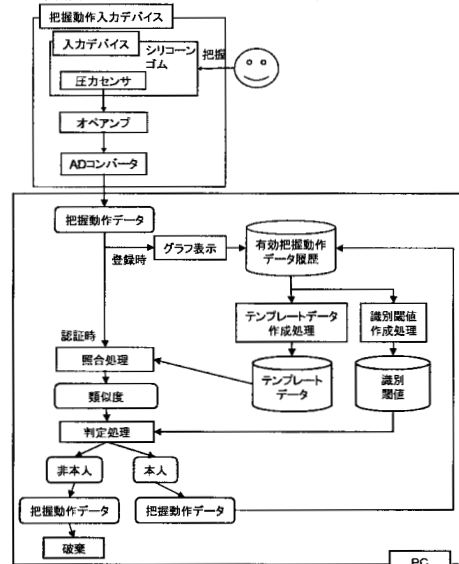 把握動作入力デバイス
入力デバイス
シリコーン
ゴム
把握
圧力センサ
オペアンプ
ADコンバータ
把握動作データ
登録時
グラフ表示
有効把握動作
データ履歴
テンプレートデータ
作成処理
識別閾値
作成処理
認証時
照合処理
テンプレート
データ
識別
閾値
類似度
判定処理
非本人
本人
把握動作データ
把握動作データ
破棄
PC